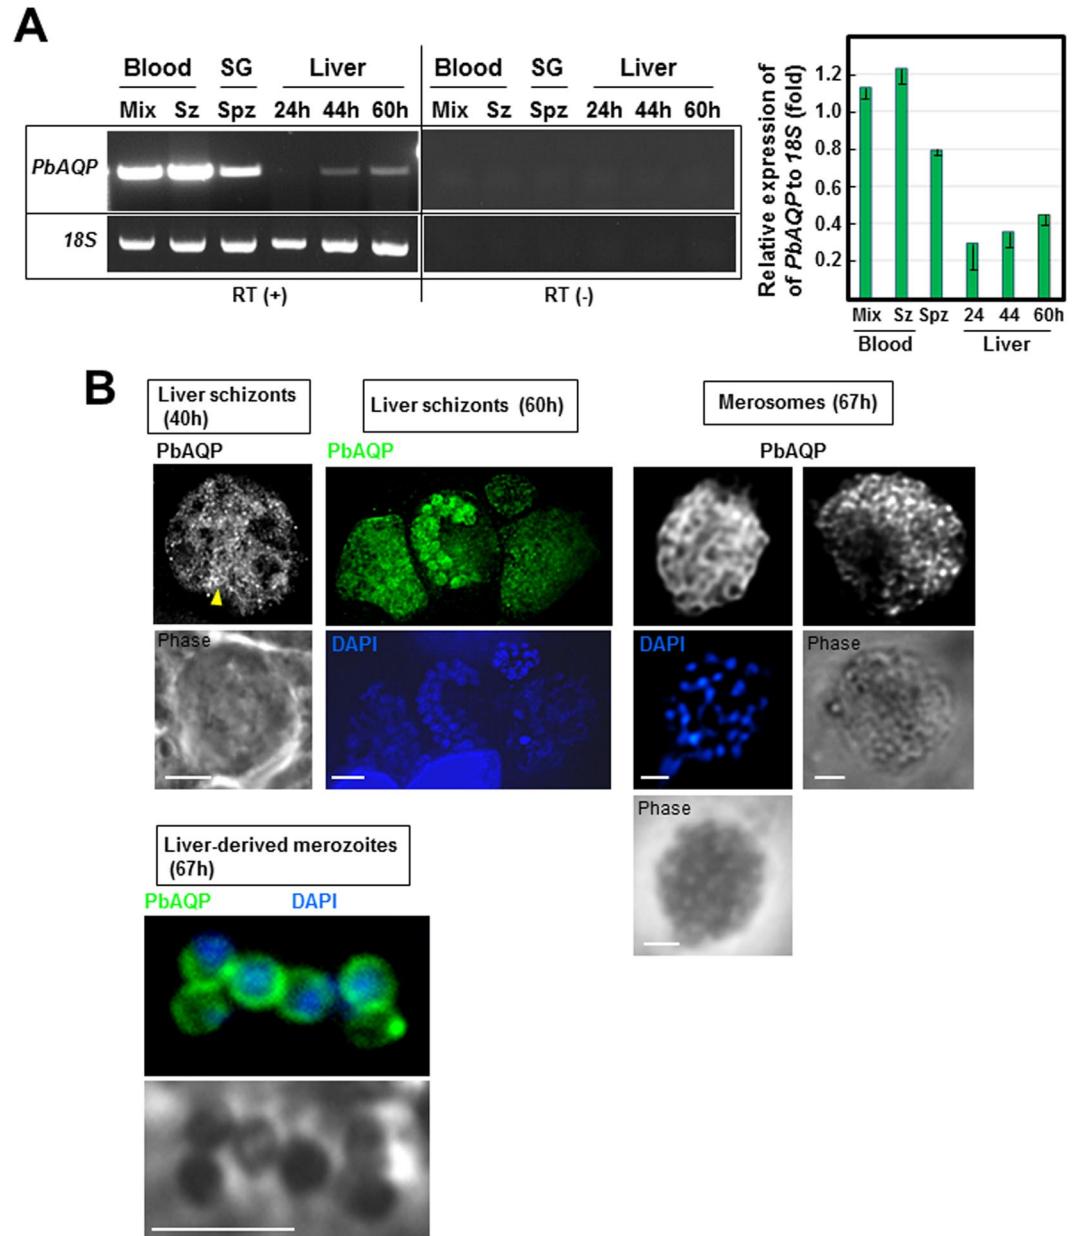 A
Blood SG Liver Blood SG Liver
Mix Sz Spz 24h 44h 60h Mix Sz Spz 24h 44h 60h
PbAQP
18S
RT (+) RT (-)
Relative expression of
of PbAQP to 18S (fold)
1.2
1.0
0.8
0.6
0.4
0.2
Mix Sz Spz 24 44 60h
Blood Liver
B
Liver schizonts
(40h)
Liver schizonts (60h)
Merosomes (67h)
PbAQP PbAQP PbAQP
Phase DAPI DAPI Phase
Phase
Liver-derived merozoites
(67h)
PbAQP DAPI